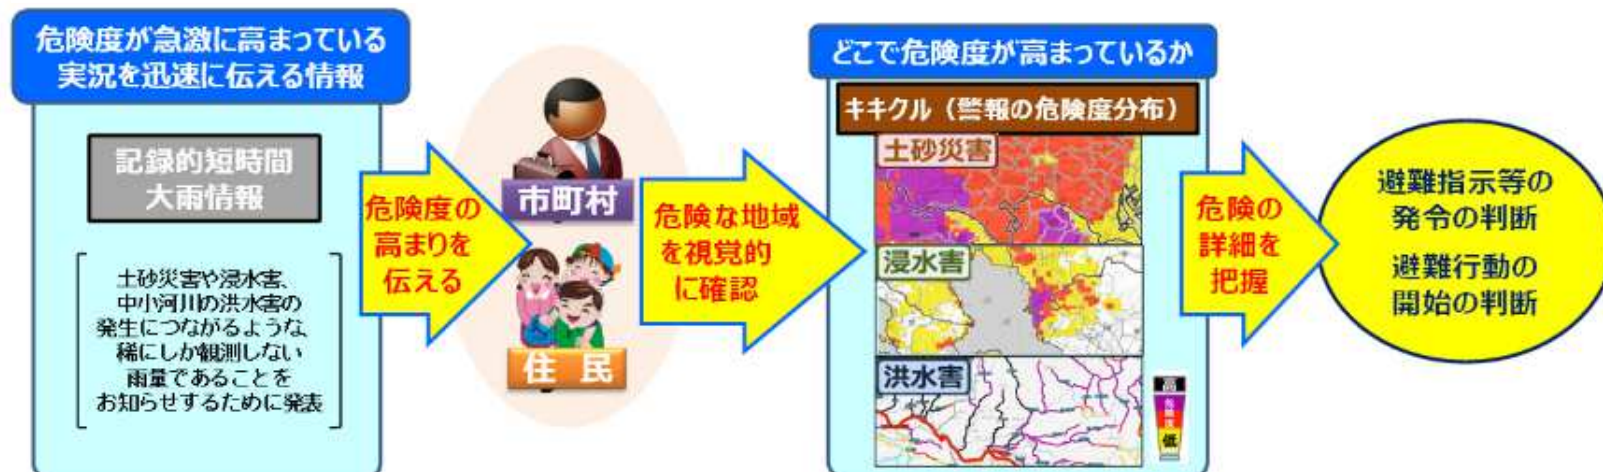 危険度が急激に高まっている
実況を迅速に伝える情報
記録的短時間
大雨情報
土砂災害や浸水害、
中小河川の洪水害の
発生につながるような、
稀にしか観測しない
雨量であることを
お知らせするために発表
危険度の
高まりを
伝える
市町村
住 民
危険な地域
を視覚的
に確認
どこで危険度が高まっているか
キキクル（警報の危険度分布）
土砂災害
浸水害
洪水害
高
危険度
低
危険の
詳細を
把握
避難指示等の
発令の判断
避難行動の
開始の判断